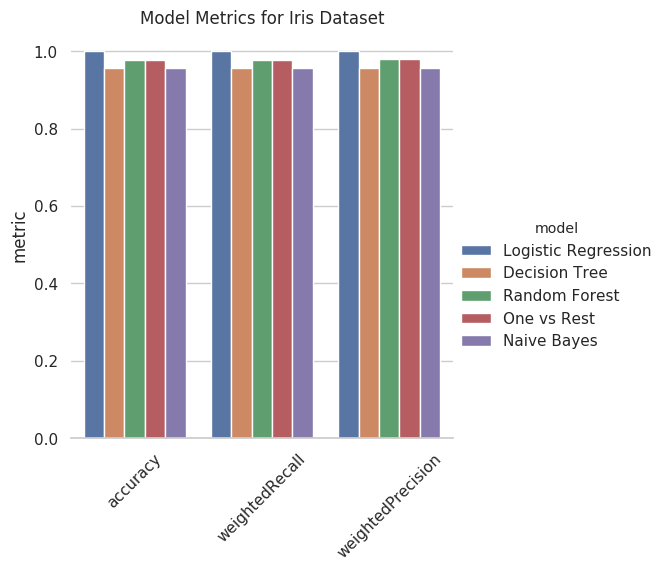 Model Metrics for Iris Dataset
1.0
0.8
0.6
0.4
0.2
0.0
metric
accuracy
weightedRecall
weightedPrecision
model
Logistic Regression
Decision Tree
Random Forest
One vs Rest
Naive Bayes